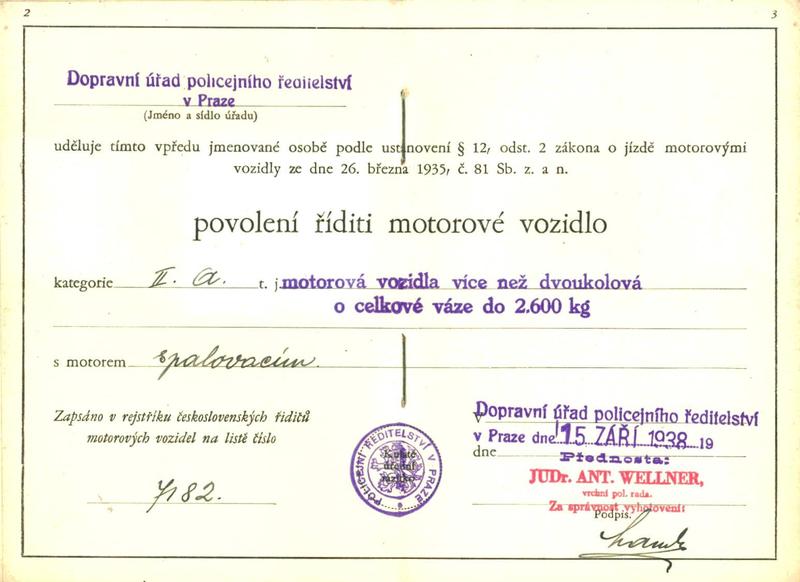 2
3
Dopravní úřad policejního ředitelství
v Praze
(Jméno a sídlo úřadu)
uděluje tímto vpředu jmenované osobě podle ustanovení § 12, odst. 2 zákona o jízdě motorovými
vozidly ze dne 26. března 1935, č. 81 Sb. z. a n.
povolení říditi motorové vozidlo
kategorie II. a. t. j. motorová vozidla více než dvoukolová
o celkové váze do 2.600 kg
s motorem spalovacím.
Zapsáno v rejstříku československých řidičů
motorových vozidel na listě číslo
7182.
POLICEJNÍ ŘEDITELSTVÍ V PRAZE
Kulaté
úřední
razítko
V Dopravní úřad policejního ředitelství
v Praze dne 15 ZÁŘÍ 1938 19
dne
Přednosta:
JUDr. ANT. WELLNER,
vrchní pol. rada.
Za správnost vyhotovení:
Podpis.